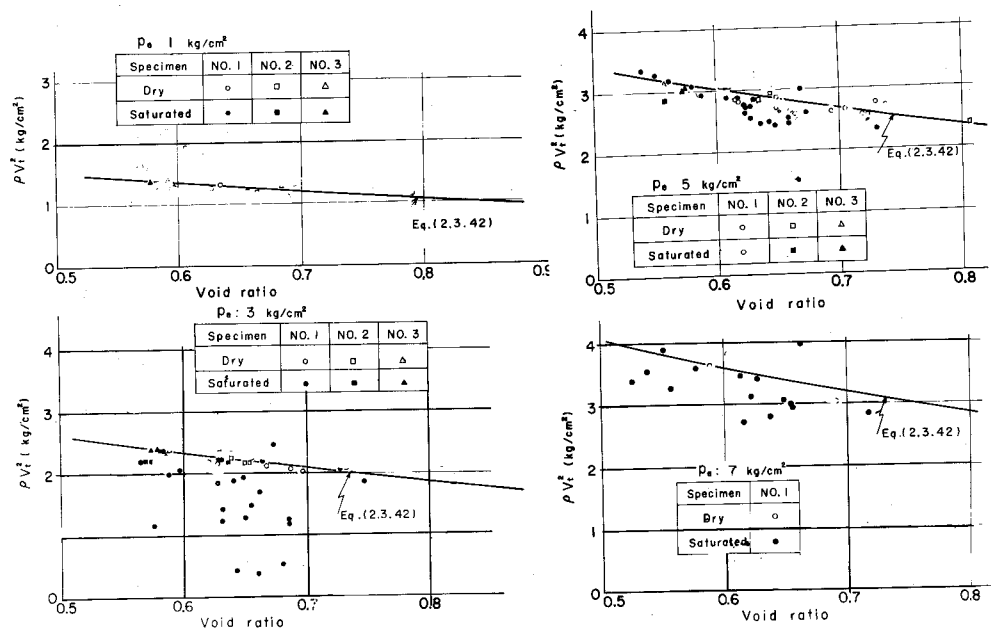 Pe 1 kg/cm²
Specimen NO. 1 NO. 2 NO. 3
Dry ○ □ △
Saturated ● ■ ▲
3
2
1
0
ρVt² (kg/cm²)
Eq.(2.3.42)
0.5 0.6 0.7 0.8 0.9
Void ratio
4
3
2
1
0
ρVt² (kg/cm²)
Eq.(2.3.42)
Pe 5 kg/cm²
Specimen NO. 1 NO. 2 NO. 3
Dry ○ □ △
Saturated ○ ■ ▲
0.5 0.6 0.7 0.8
Void ratio
Pe: 3 kg/cm²
Specimen NO. 1 NO. 2 NO. 3
Dry ○ □ △
Saturated ● ■ ▲
4
3
2
1
0
ρVt² (kg/cm²)
Eq.(2.3.42)
0.5 0.6 0.7 0.8
Void ratio
4
3
2
1
0
ρVt² (kg/cm²)
Eq.(2.3.42)
Pe: 7 kg/cm²
Specimen NO. 1
Dry ○
Saturated ●
0.5 0.6 0.7 0.8
Void ratio